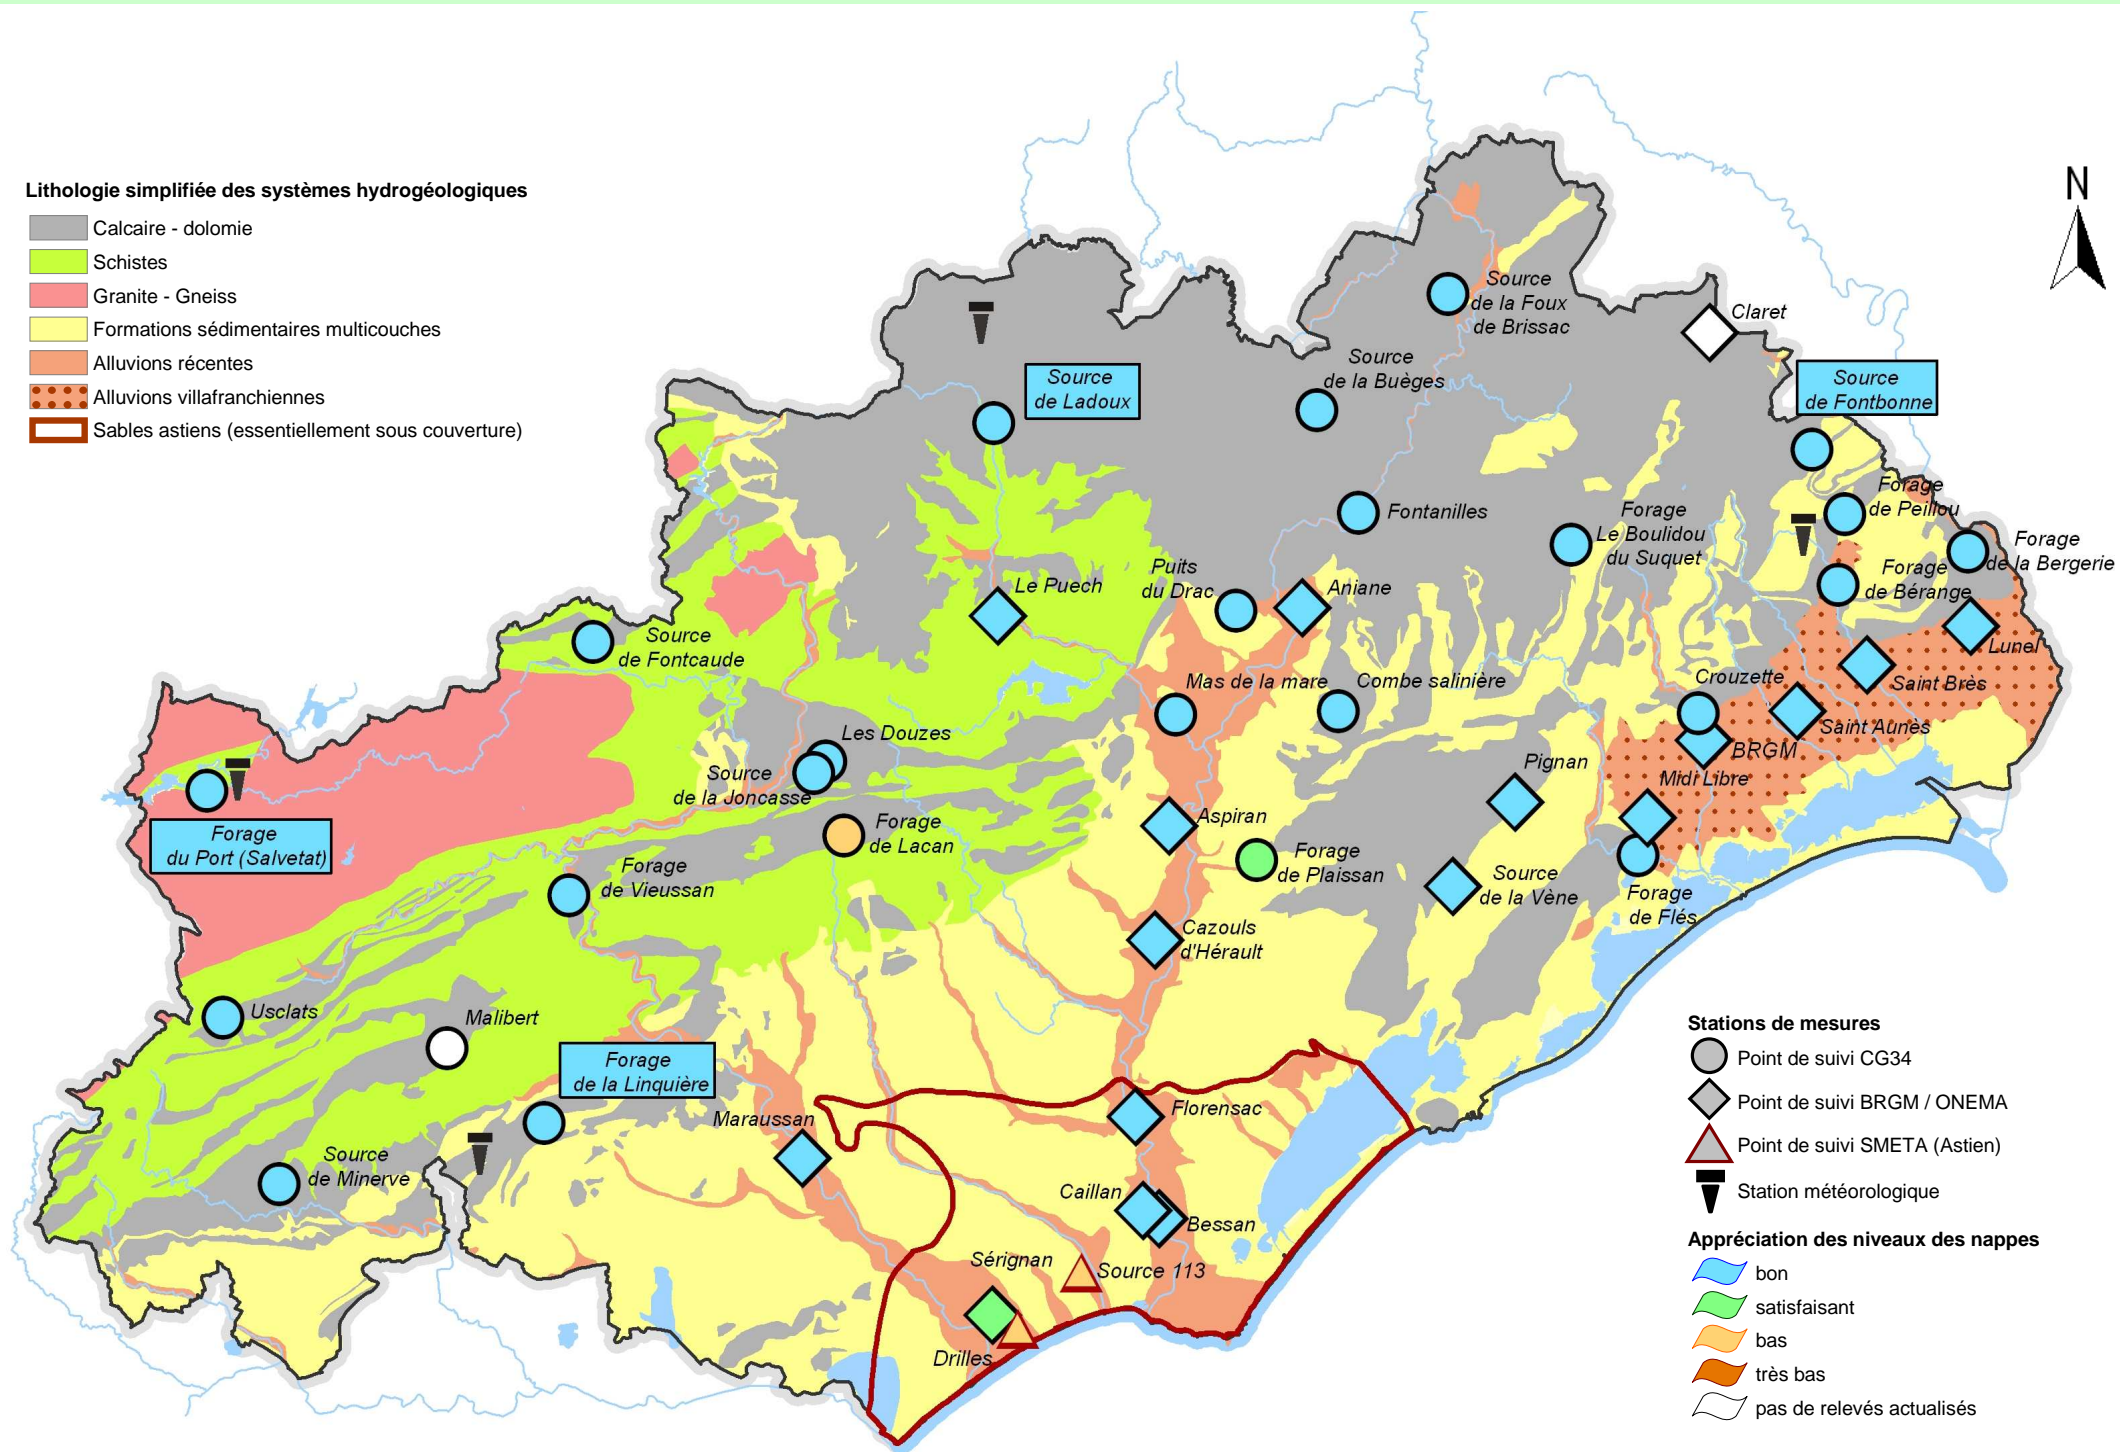 Lithologie simplifiée des systèmes hydrogéologiques
Calcaire - dolomie
Schistes
Granite - Gneiss
Formations sédimentaires multicouches
Alluvions récentes
Alluvions villafranchiennes
Sables astiens (essentiellement sous couverture)
N
Source
de la Foux
de Brissac
Claret
Source
de la Buèges
Source
de Ladoux
Source
de Fontbonne
Forage
de Peillou
Fontanilles
Forage
Le Boulidou
du Suquet
Forage
de la Bergerie
Forage
de Bérange
Puits
du Drac
Aniane
Le Puech
Source
de Fontcaude
Lunel
Saint Brès
Mas de la mare
Combe salinière
Crouzette
Saint Aunès
BRGM
Les Douzes
Source
de la Joncasse
Pignan
Midi Libre
Forage
du Port (Salvetat)
Forage
de Lacan
Aspiran
Forage
de Plaissan
Source
de la Vène
Forage
de Flés
Forage
de Vieussan
Cazouls
d'Hérault
Usclats
Malibert
Forage
de la Linquière
Maraussan
Florensac
Source
de Minerve
Caillan
Bessan
Sérignan
Source 113
Drilles
Stations de mesures
Point de suivi CG34
Point de suivi BRGM / ONEMA
Point de suivi SMETA (Astien)
Station météorologique
Appréciation des niveaux des nappes
bon
satisfaisant
bas
très bas
pas de relevés actualisés